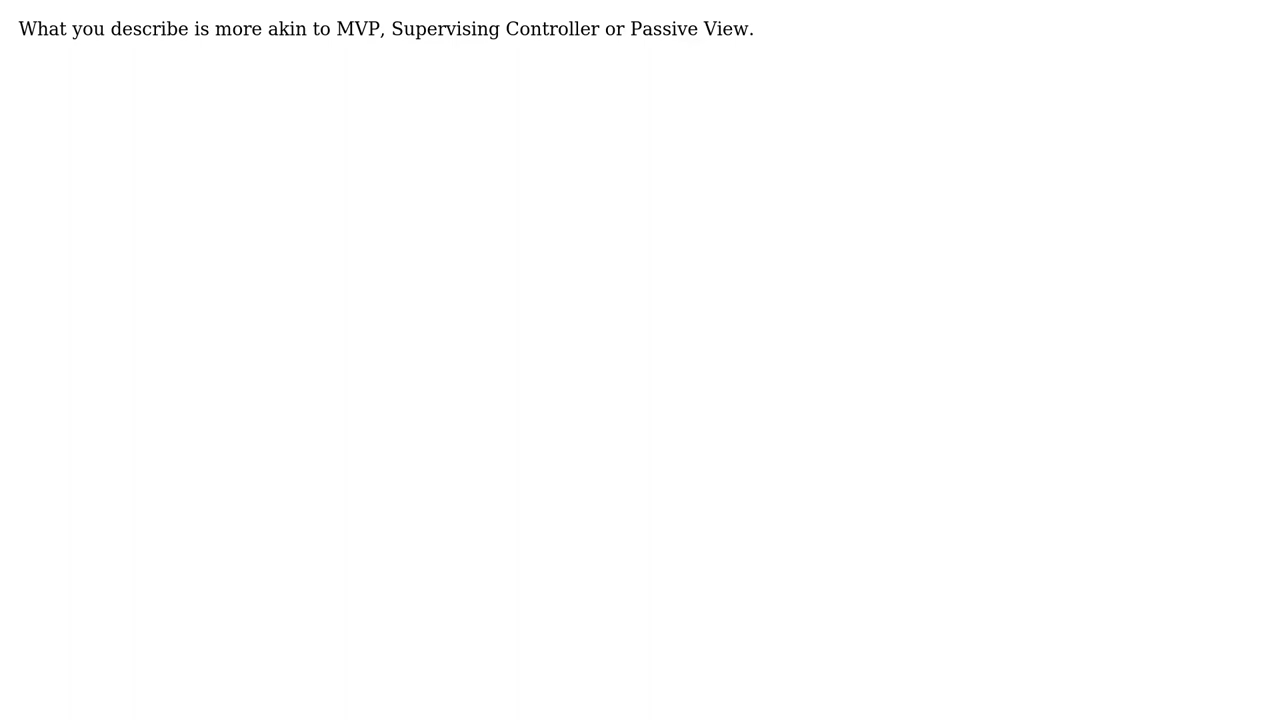 What you describe is more akin to MVP, Supervising Controller or Passive View.